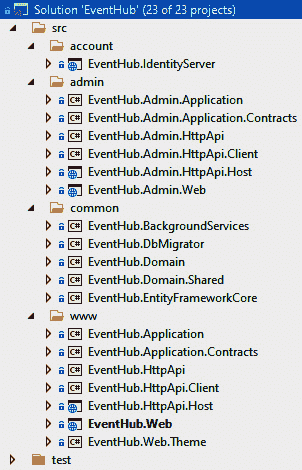 Solution 'EventHub' (23 of 23 projects)
src
account
EventHub.IdentityServer
admin
C# EventHub.Admin.Application
C# EventHub.Admin.Application.Contracts
C# EventHub.Admin.HttpApi
C# EventHub.Admin.HttpApi.Client
EventHub.Admin.HttpApi.Host
EventHub.Admin.Web
common
C# EventHub.BackgroundServices
C# EventHub.DbMigrator
C# EventHub.Domain
C# EventHub.Domain.Shared
C# EventHub.EntityFrameworkCore
www
C# EventHub.Application
C# EventHub.Application.Contracts
C# EventHub.HttpApi
C# EventHub.HttpApi.Client
EventHub.HttpApi.Host
EventHub.Web
C# EventHub.Web.Theme
test